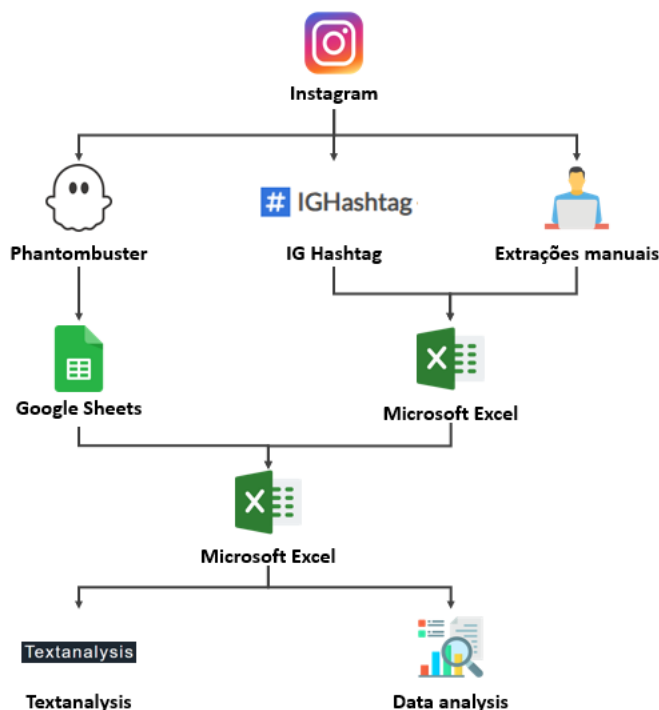 Instagram
# IGHashtag
Phantombuster
IG Hashtag
Extrações manuais
X
Google Sheets
Microsoft Excel
X
Microsoft Excel
Textanalysis
Textanalysis
Data analysis